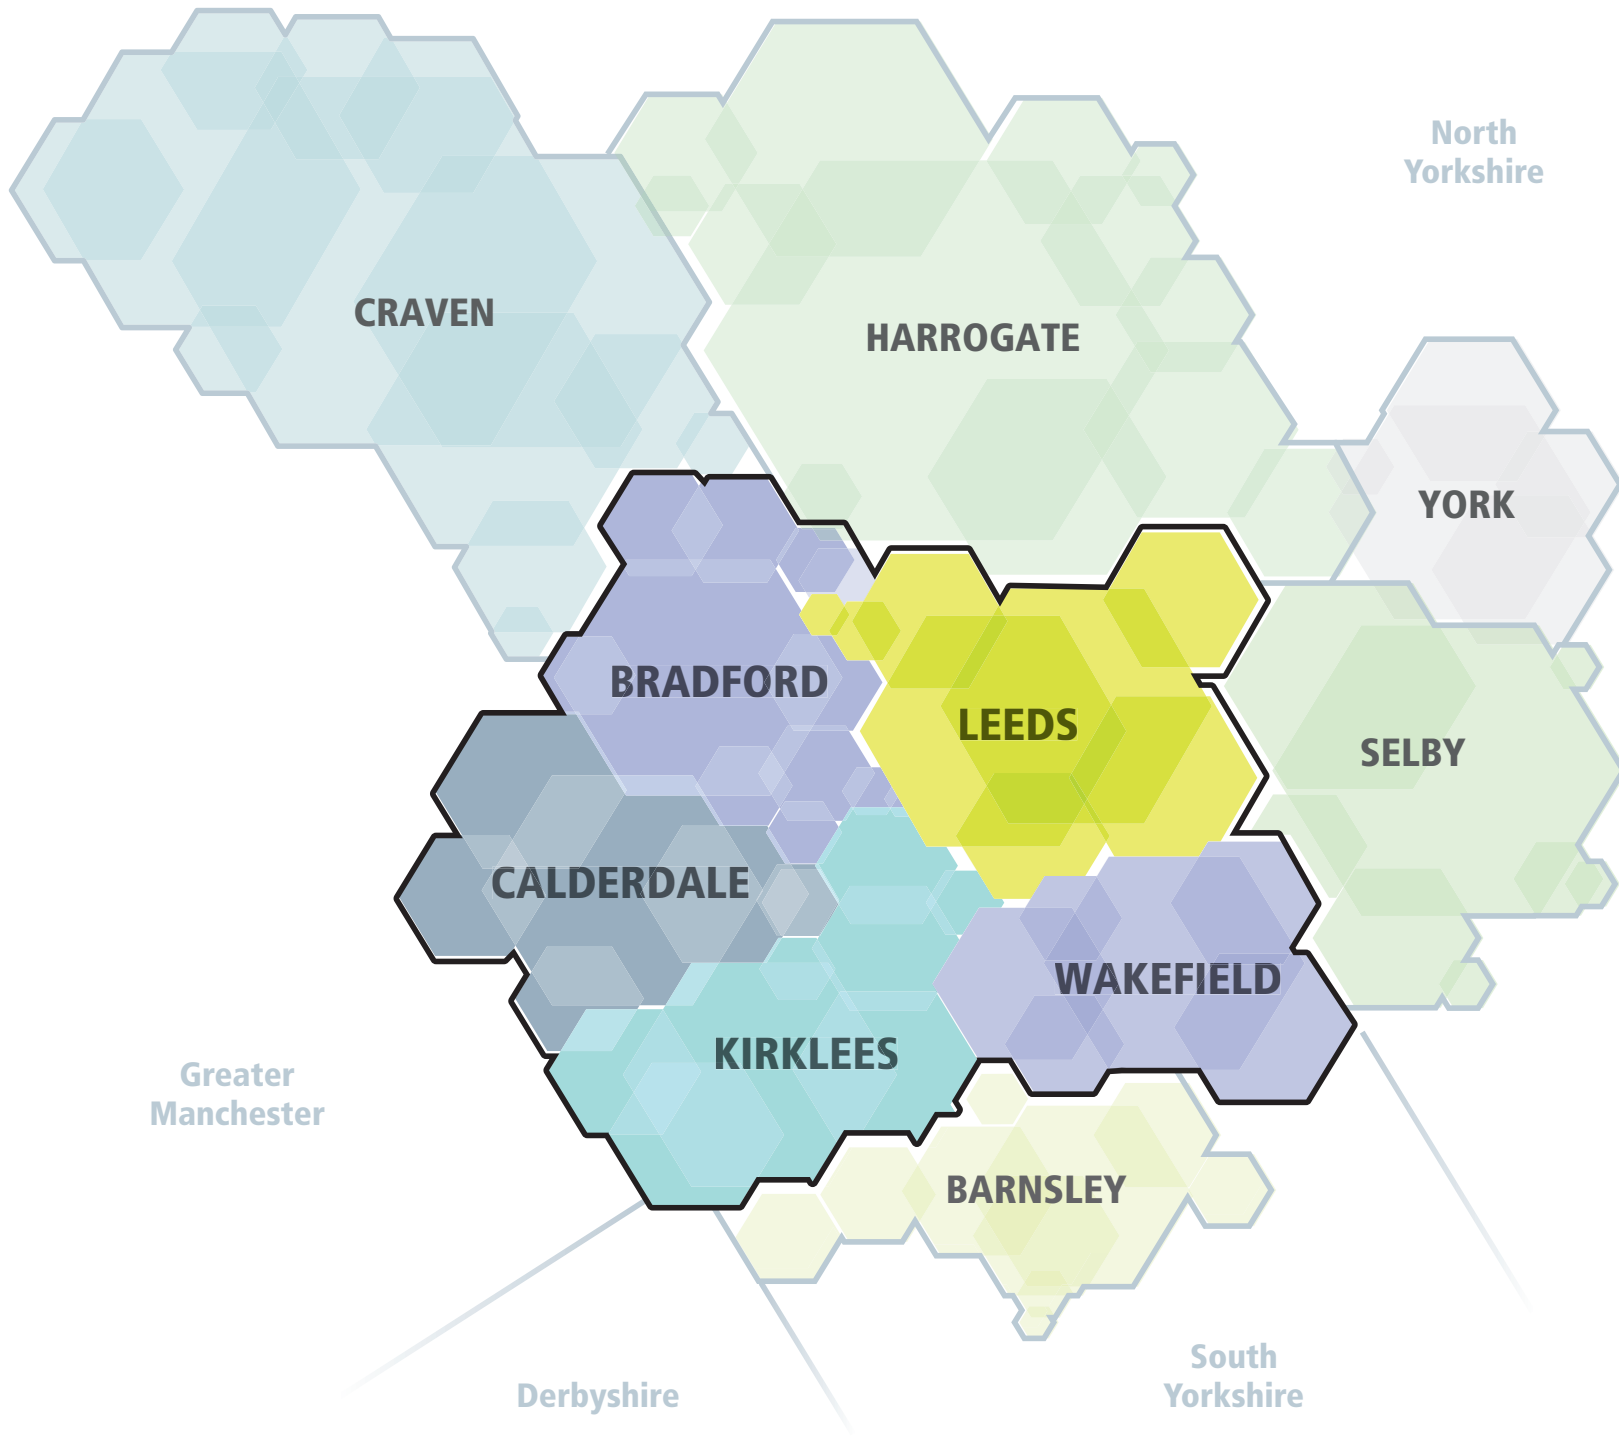 North
Yorkshire
CRAVEN
HARROGATE
YORK
BRADFORD
LEEDS
SELBY
CALDERDALE
WAKEFIELD
KIRKLEES
Greater
Manchester
BARNSLEY
South
Yorkshire
Derbyshire